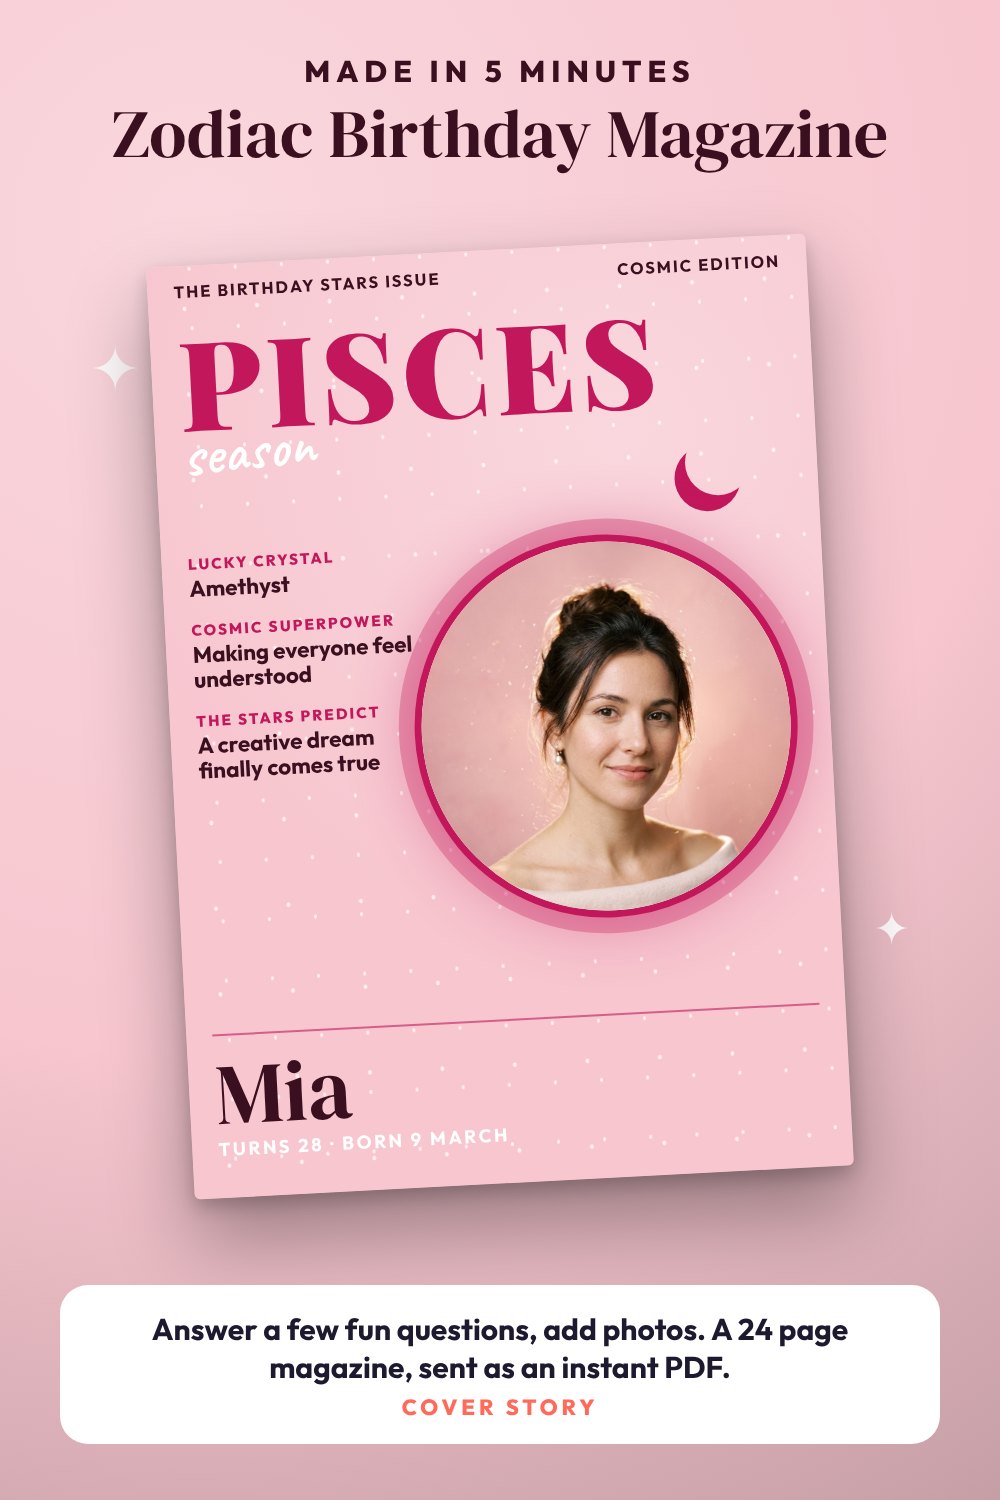 MADE IN 5 MINUTES
Zodiac Birthday Magazine
THE BIRTHDAY STARS ISSUE
COSMIC EDITION
PISCES
season
LUCKY CRYSTAL
Amethyst
COSMIC SUPERPOWER
Making everyone feel
understood
THE STARS PREDICT
A creative dream
finally comes true
Mia
TURNS 28 · BORN 9 MARCH
Answer a few fun questions, add photos. A 24 page
magazine, sent as an instant PDF.
COVER STORY